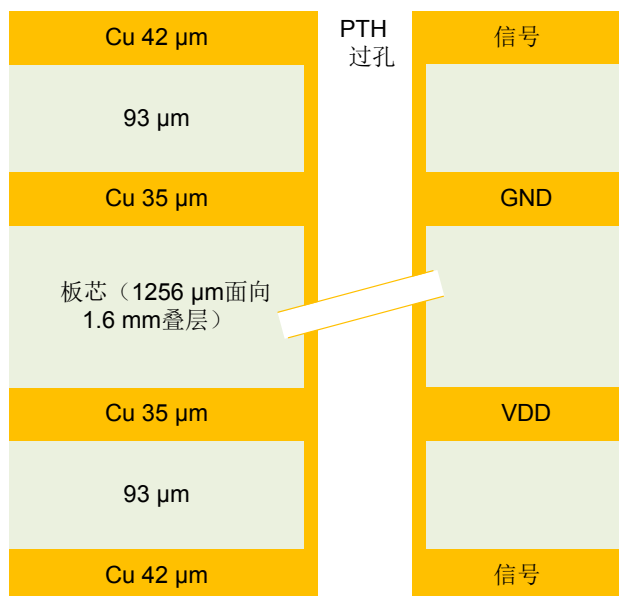 Cu 42 µm
PTH
过孔
信号
93 µm
Cu 35 µm
GND
板芯（1256 µm面向
1.6 mm叠层）
Cu 35 µm
VDD
93 µm
Cu 42 µm
信号